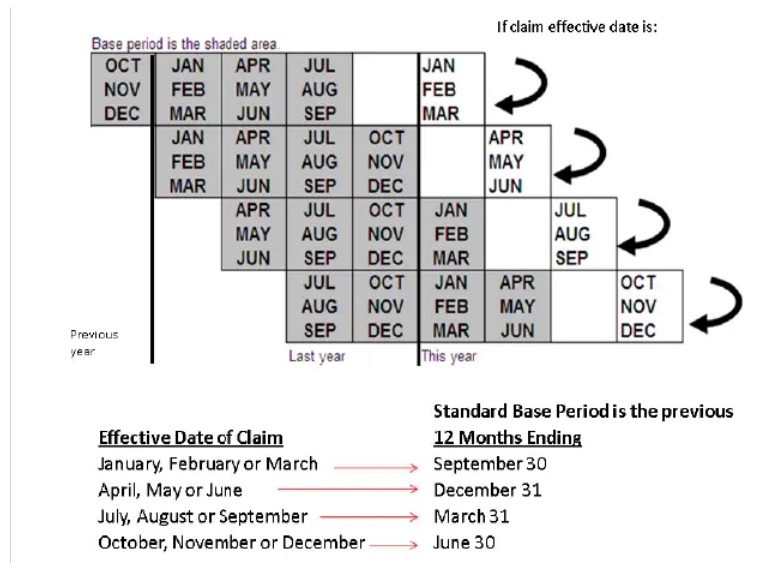 If claim effective date is:
Base period is the shaded area.
OCT JAN APR JUL JAN
NOV FEB MAY AUG FEB
DEC MAR JUN SEP MAR
JAN APR JUL OCT APR
FEB MAY AUG NOV MAY
MAR JUN SEP DEC JUN
APR JUL OCT JAN JUL
MAY AUG NOV FEB AUG
JUN SEP DEC MAR SEP
JUL OCT JAN APR OCT
AUG NOV FEB MAY NOV
SEP DEC MAR JUN DEC
Previous
year
Last year This year
Standard Base Period is the previous
Effective Date of Claim 12 Months Ending
January, February or March September 30
April, May or June December 31
July, August or September March 31
October, November or December June 30